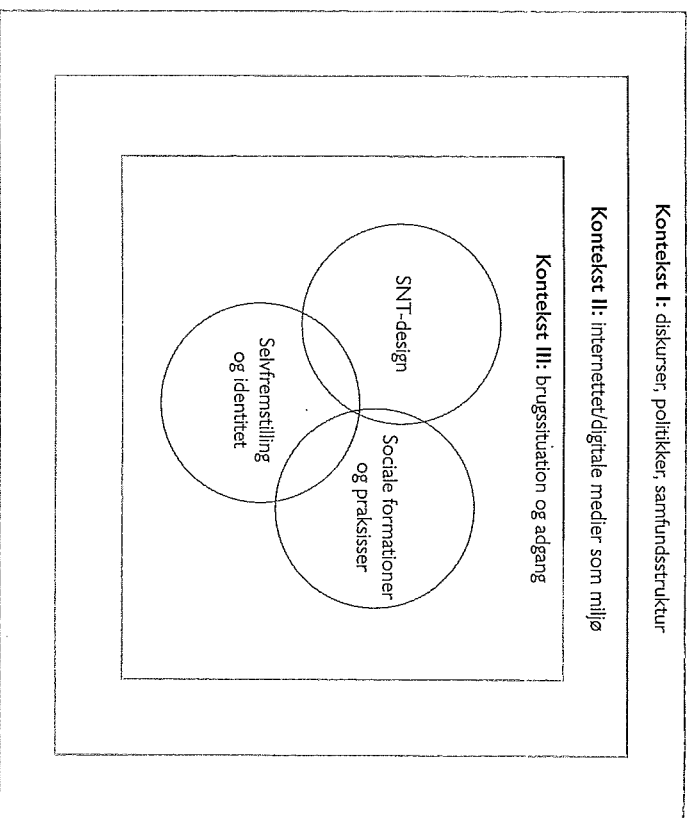 Kontekst I: diskurser, politikker, samfundsstruktur
Kontekst II: internettet/digitale medier som miljø
Kontekst III: brugssituation og adgang
SNT-design
Sociale formationer
og praksisser
Selvfremstilling
og identitet